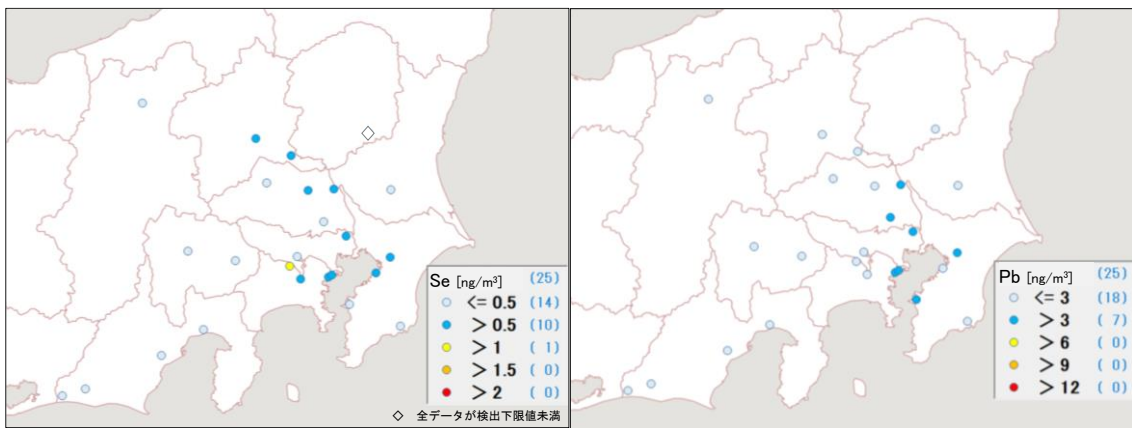 Se [ng/m³] (25)
<= 0.5 (14)
> 0.5 (10)
> 1 ( 1)
> 1.5 ( 0)
> 2 ( 0)
◇ 全データが検出下限値未満
Pb [ng/m³] (25)
<= 3 (18)
> 3 ( 7)
> 6 ( 0)
> 9 ( 0)
> 12 ( 0)